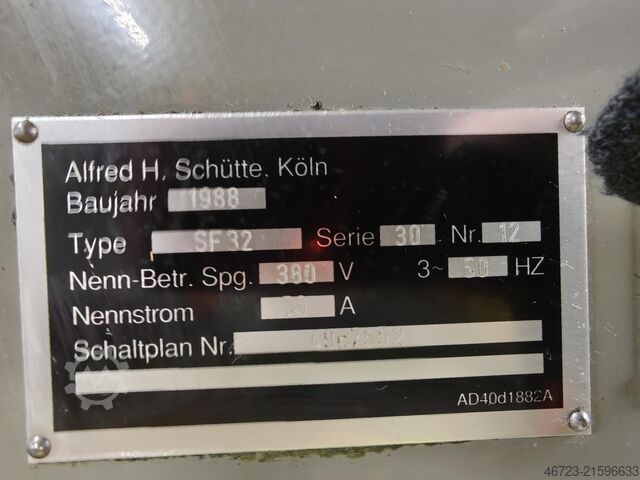 Alfred H. Schütte. Köln
Baujahr 1988
Type SF32 Serie 30 Nr. 12
Nenn-Betr. Spg. 380 V 3~ 50 HZ
Nennstrom A
Schaltplan Nr.
AD40d1882A
46723-21596633